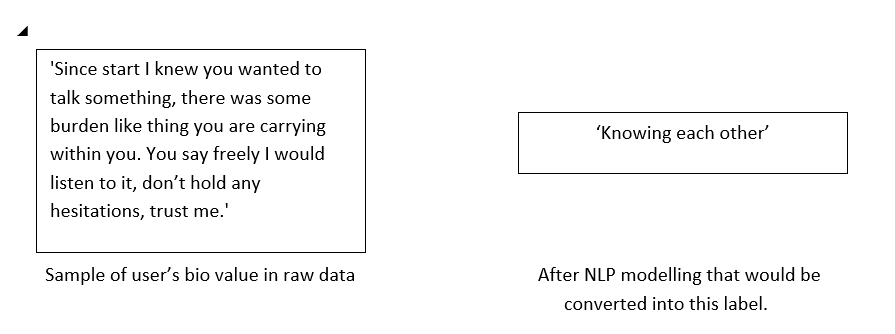 'Since start I knew you wanted to
talk something, there was some
burden like thing you are carrying
within you. You say freely I would
listen to it, don’t hold any
hesitations, trust me.'
Sample of user’s bio value in raw data
‘Knowing each other’
After NLP modelling that would be
converted into this label.